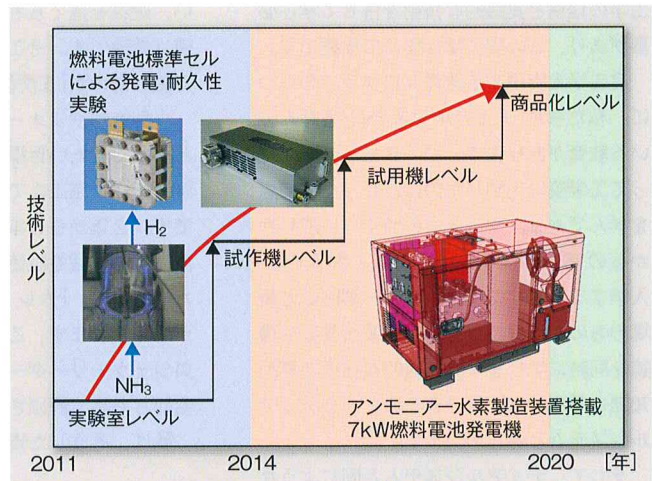 燃料電池標準セル
による発電・耐久性
実験
商品化レベル
試用機レベル
技術レベル
H₂
試作機レベル
NH₃
実験室レベル
アンモニアー水素製造装置搭載
7kW燃料電池発電機
2011
2014
2020
[年]